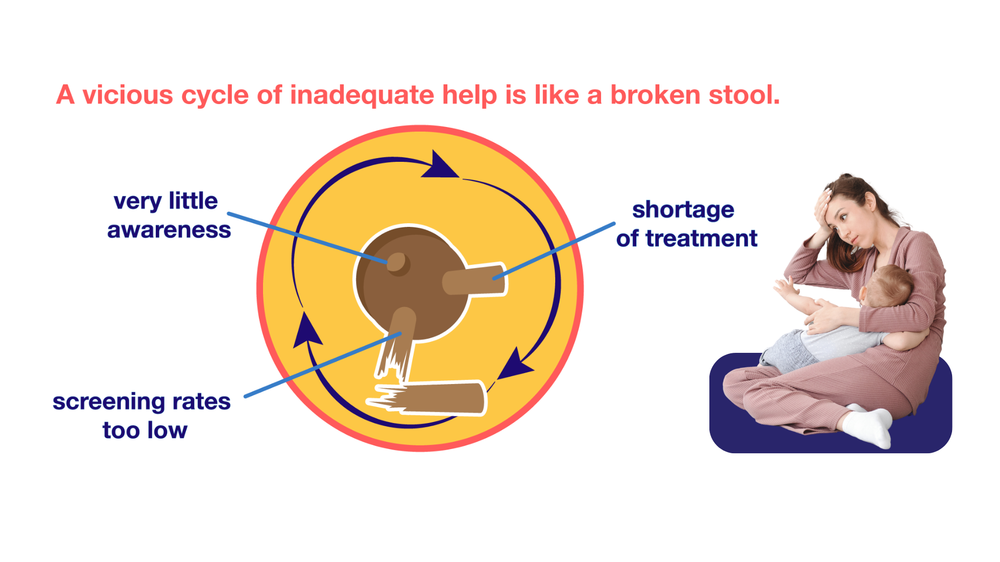 A vicious cycle of inadequate help is like a broken stool.
very little
awareness
shortage
of treatment
screening rates
too low